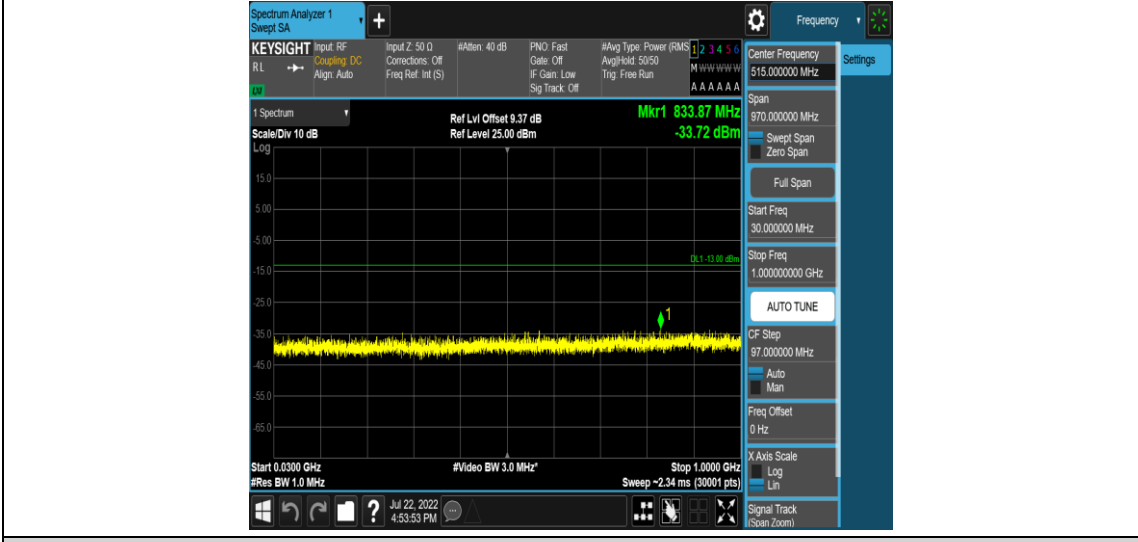 Spectrum Analyzer 1
Swept SA
Frequency
KEYSIGHT
RL
Input: RF
Coupling: DC
Align: Auto
Input Z: 50 Ω
Corrections: Off
Freq Ref: Int (S)
#Atten: 40 dB
PNO: Fast
Gate: Off
IF Gain: Low
Sig Track: Off
#Avg Type: Power (RMS
Avg|Hold: 50/50
Trig: Free Run
1 2 3 4 5 6
M W W W W W
A A A A A A
1 Spectrum
Scale/Div 10 dB
Log
Ref Lvl Offset 9.37 dB
Ref Level 25.00 dBm
Mkr1 833.87 MHz
-33.72 dBm
15.0
5.00
-5.00
DL1 -13.00 dBm
-15.0
-25.0
1
-35.0
-45.0
-55.0
-65.0
Start 0.0300 GHz
#Res BW 1.0 MHz
#Video BW 3.0 MHz*
Stop 1.0000 GHz
Sweep ~2.34 ms (30001 pts)
Jul 22, 2022
4:53:53 PM
Center Frequency
515.000000 MHz
Settings
Span
970.000000 MHz
Swept Span
Zero Span
Full Span
Start Freq
30.000000 MHz
Stop Freq
1.000000000 GHz
AUTO TUNE
CF Step
97.000000 MHz
Auto
Man
Freq Offset
0 Hz
X Axis Scale
Log
Lin
Signal Track
(Span Zoom)